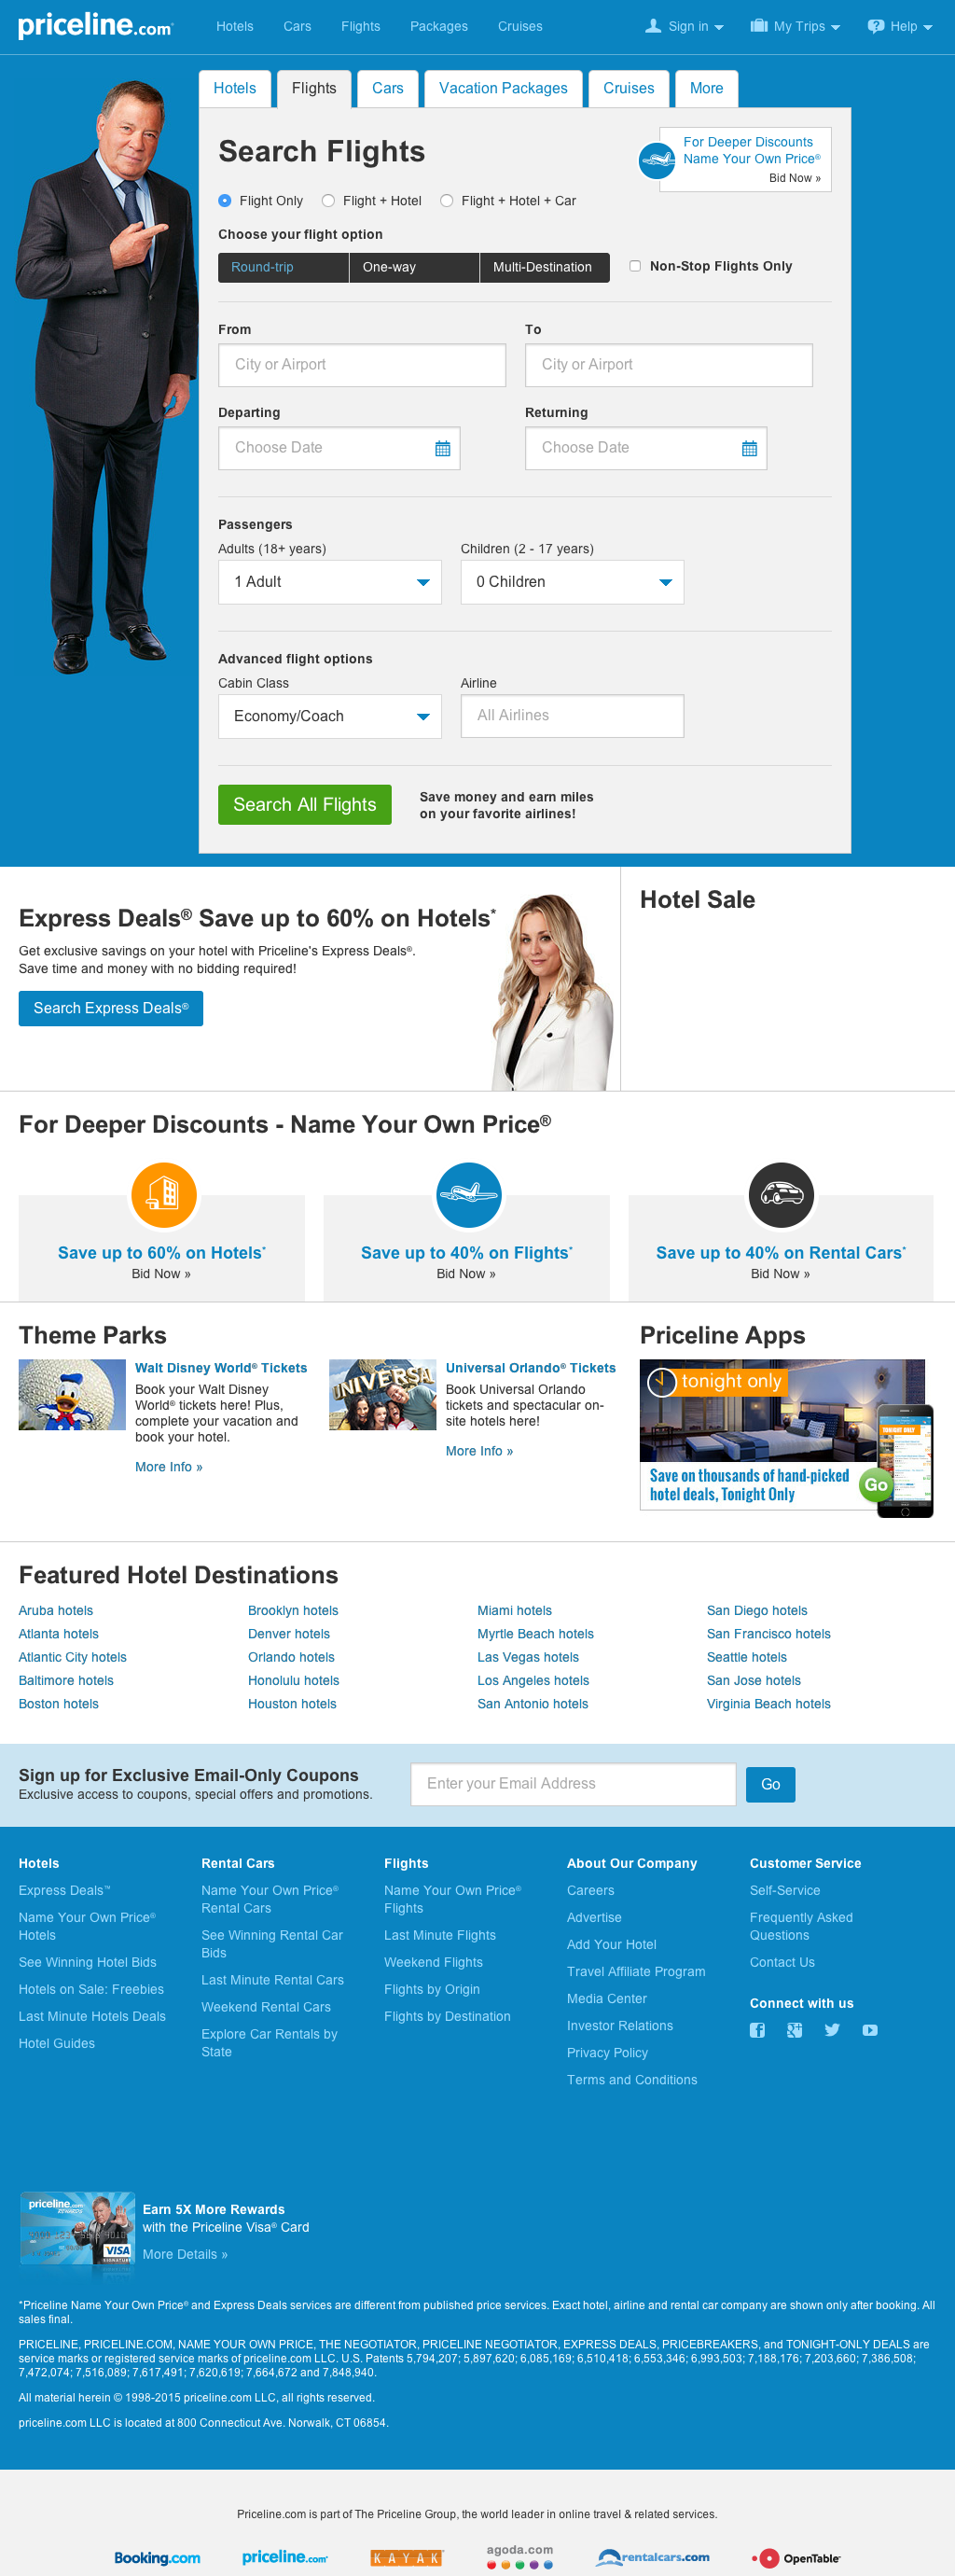 priceline.com
Hotels Cars Flights Packages Cruises Sign in My Trips Help
Hotels Flights Cars Vacation Packages Cruises More
Search Flights
For Deeper Discounts
Name Your Own Price®
Bid Now »
Flight Only Flight + Hotel Flight + Hotel + Car
Choose your flight option
Round-trip One-way Multi-Destination Non-Stop Flights Only
From To
City or Airport City or Airport
Departing Returning
Choose Date Choose Date
Passengers
Adults (18+ years) Children (2 - 17 years)
1 Adult 0 Children
Advanced flight options
Cabin Class Airline
Economy/Coach All Airlines
Search All Flights
Save money and earn miles
on your favorite airlines!
Express Deals® Save up to 60% on Hotels*
Get exclusive savings on your hotel with Priceline's Express Deals®.
Save time and money with no bidding required!
Search Express Deals®
Hotel Sale
For Deeper Discounts - Name Your Own Price®
Save up to 60% on Hotels*
Bid Now »
Save up to 40% on Flights*
Bid Now »
Save up to 40% on Rental Cars*
Bid Now »
Theme Parks
Walt Disney World® Tickets
Book your Walt Disney
World® tickets here! Plus,
complete your vacation and
book your hotel.
More Info »
UNIVERSAL
Universal Orlando® Tickets
Book Universal Orlando
tickets and spectacular on-
site hotels here!
More Info »
Priceline Apps
tonight only
TONIGHT ONLY
Save on thousands of hand-picked
hotel deals, Tonight Only
Go
Featured Hotel Destinations
Aruba hotels Brooklyn hotels Miami hotels San Diego hotels
Atlanta hotels Denver hotels Myrtle Beach hotels San Francisco hotels
Atlantic City hotels Orlando hotels Las Vegas hotels Seattle hotels
Baltimore hotels Honolulu hotels Los Angeles hotels San Jose hotels
Boston hotels Houston hotels San Antonio hotels Virginia Beach hotels
Sign up for Exclusive Email-Only Coupons
Exclusive access to coupons, special offers and promotions.
Enter your Email Address
Go
Hotels
Express Deals™
Name Your Own Price®
Hotels
See Winning Hotel Bids
Hotels on Sale: Freebies
Last Minute Hotels Deals
Hotel Guides
Rental Cars
Name Your Own Price®
Rental Cars
See Winning Rental Car
Bids
Last Minute Rental Cars
Weekend Rental Cars
Explore Car Rentals by
State
Flights
Name Your Own Price®
Flights
Last Minute Flights
Weekend Flights
Flights by Origin
Flights by Destination
About Our Company
Careers
Advertise
Add Your Hotel
Travel Affiliate Program
Media Center
Investor Relations
Privacy Policy
Terms and Conditions
Customer Service
Self-Service
Frequently Asked
Questions
Contact Us
Connect with us
priceline.com
REWARDS
VISA
SIGNATURE
Earn 5X More Rewards
with the Priceline Visa® Card
More Details »
*Priceline Name Your Own Price® and Express Deals services are different from published price services. Exact hotel, airline and rental car company are shown only after booking. All
sales final.
PRICELINE, PRICELINE.COM, NAME YOUR OWN PRICE, THE NEGOTIATOR, PRICELINE NEGOTIATOR, EXPRESS DEALS, PRICEBREAKERS, and TONIGHT-ONLY DEALS are
service marks or registered service marks of priceline.com LLC. U.S. Patents 5,794,207; 5,897,620; 6,085,169; 6,510,418; 6,553,346; 6,993,503; 7,188,176; 7,203,660; 7,386,508;
7,472,074; 7,516,089; 7,617,491; 7,620,619; 7,664,672 and 7,848,940.
All material herein © 1998-2015 priceline.com LLC, all rights reserved.
priceline.com LLC is located at 800 Connecticut Ave. Norwalk, CT 06854.
Priceline.com is part of The Priceline Group, the world leader in online travel & related services.
Booking.com priceline.com KAYAK agoda.com rentalcars.com OpenTable